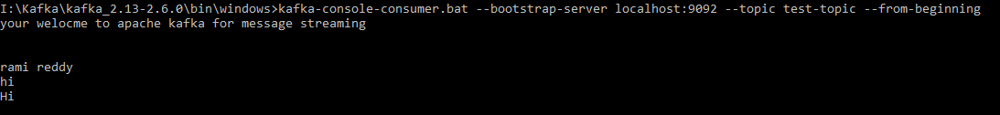 I:\Kafka\kafka_2.13-2.6.0\bin\windows>kafka-console-consumer.bat --bootstrap-server localhost:9092 --topic test-topic --from-beginning
your welocme to apache kafka for message streaming
rami reddy
hi
Hi